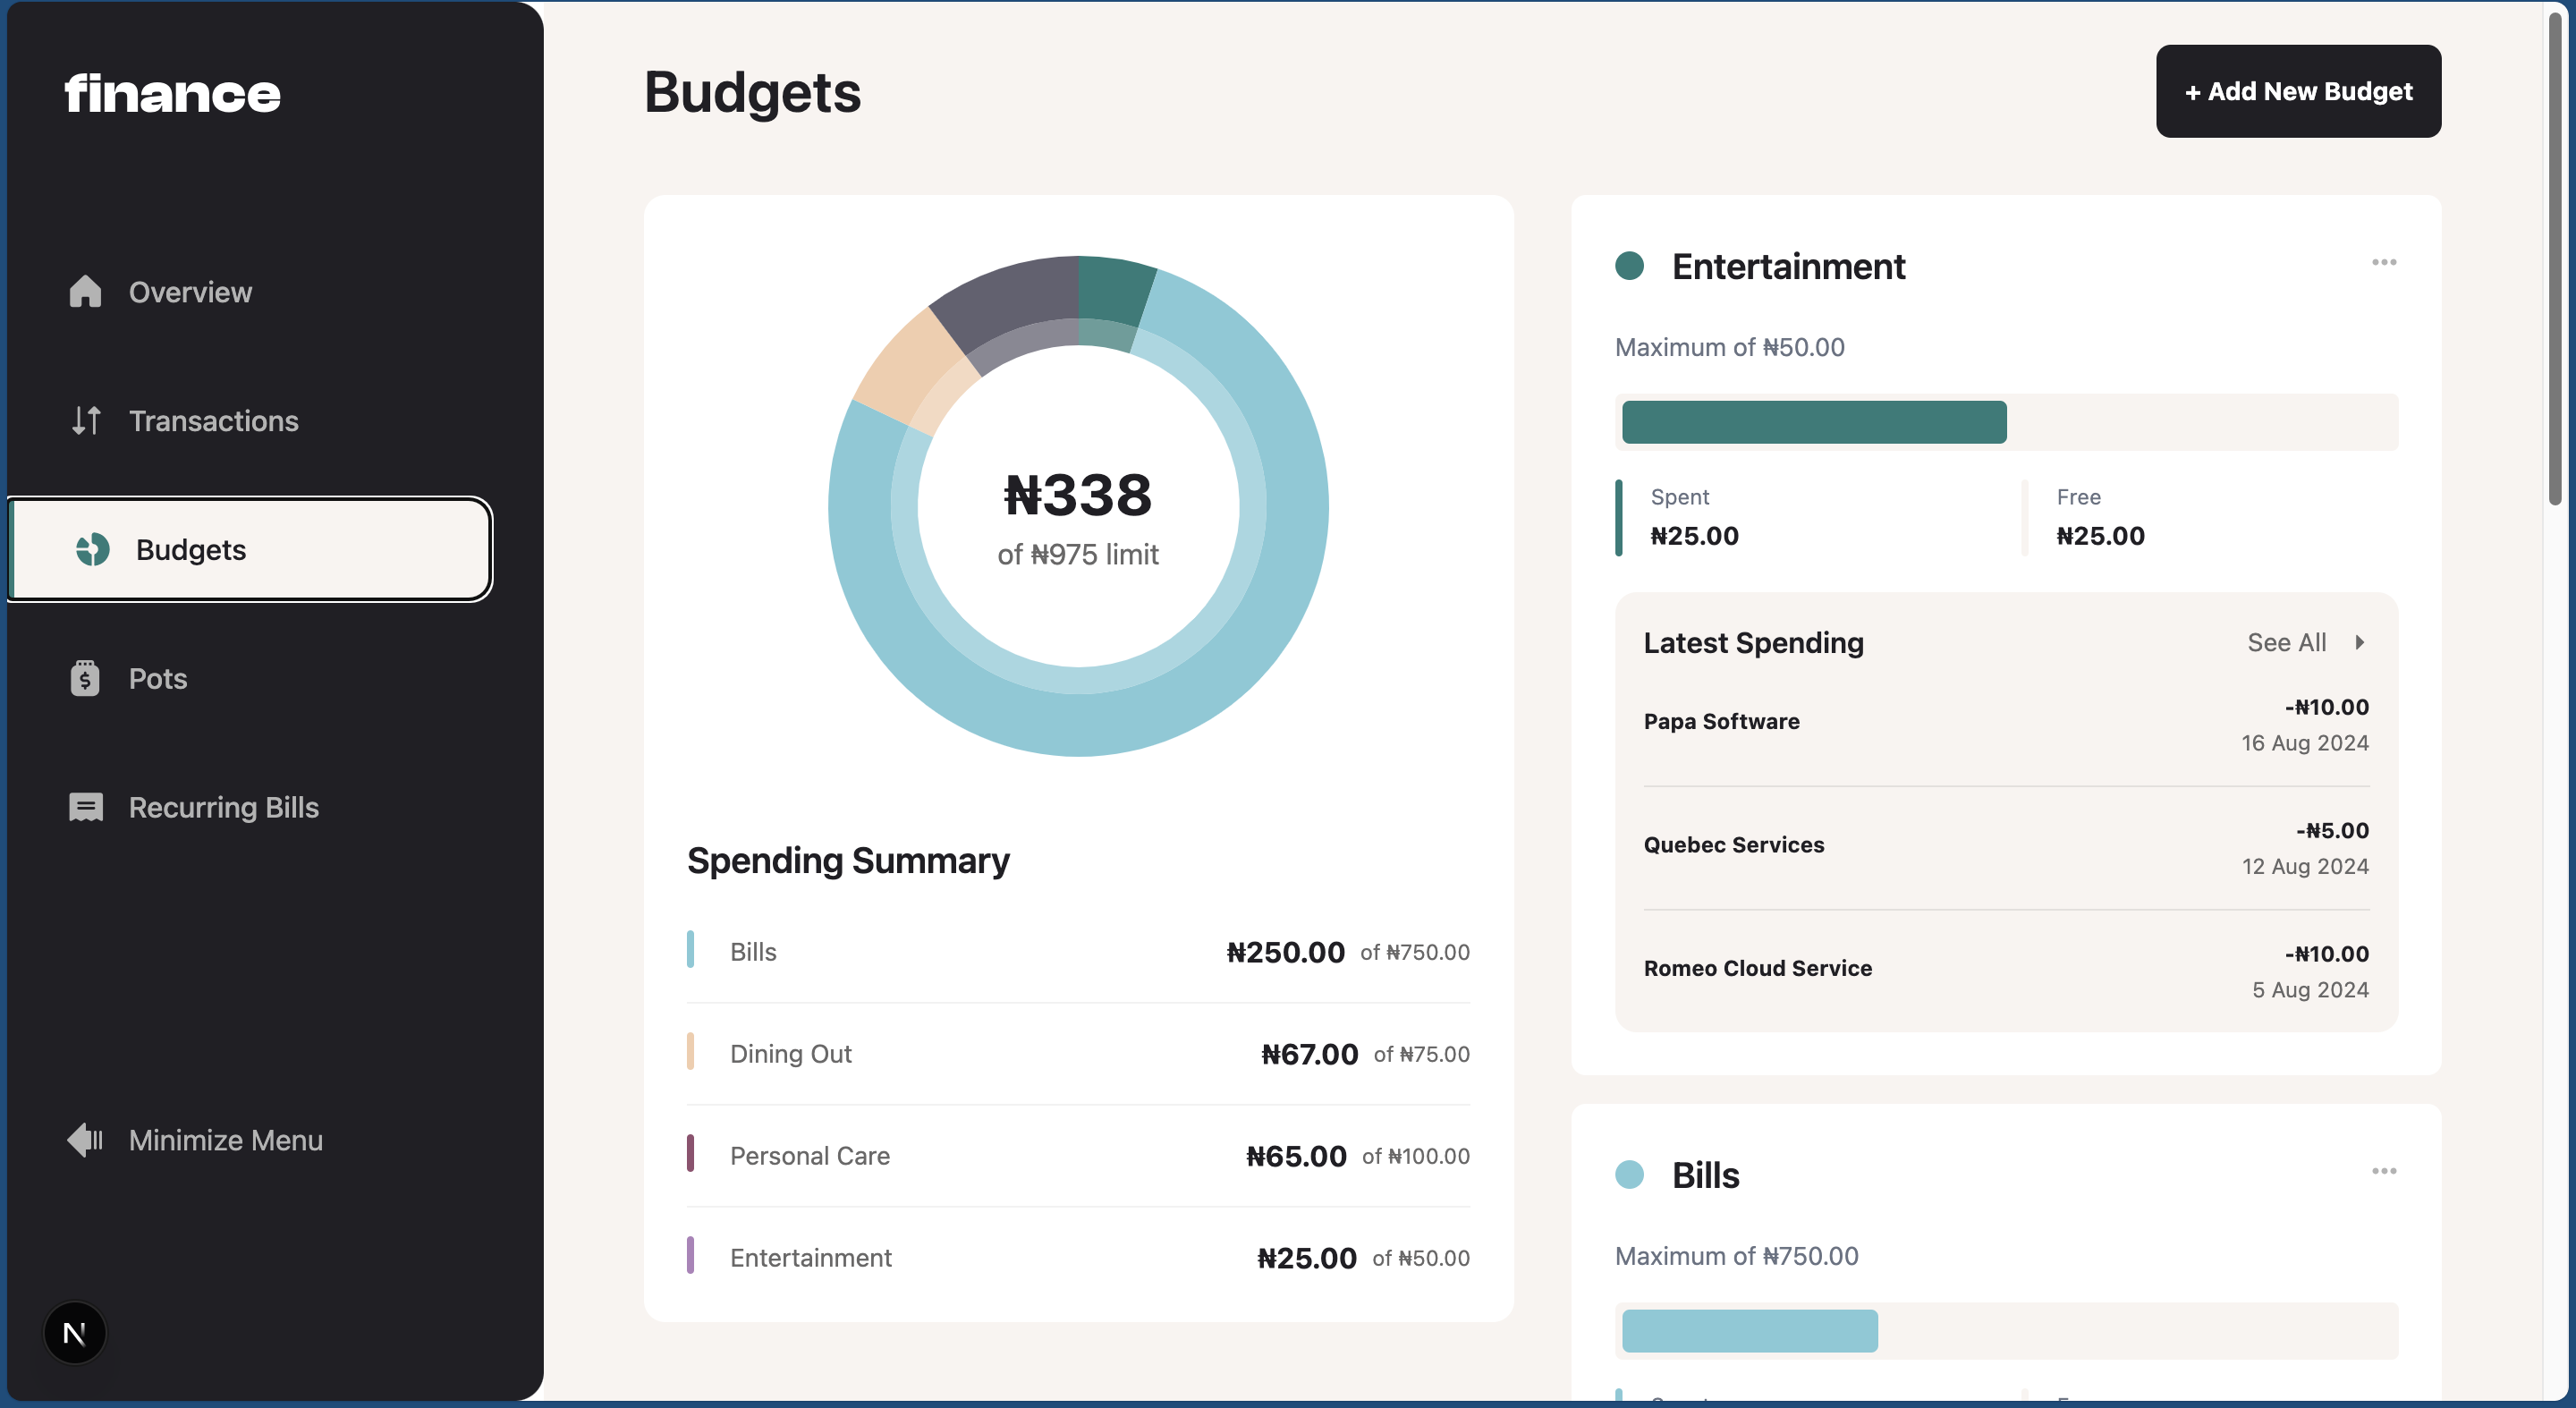 finance
Overview
Transactions
Budgets
Pots
Recurring Bills
Minimize Menu
N
Budgets
+ Add New Budget
₦338
of ₦975 limit
Spending Summary
Bills ₦250.00 of ₦750.00
Dining Out ₦67.00 of ₦75.00
Personal Care ₦65.00 of ₦100.00
Entertainment ₦25.00 of ₦50.00
Entertainment
Maximum of ₦50.00
Spent Free
₦25.00 ₦25.00
Latest Spending See All
-₦10.00
Papa Software
16 Aug 2024
-₦5.00
Quebec Services
12 Aug 2024
-₦10.00
Romeo Cloud Service
5 Aug 2024
Bills
Maximum of ₦750.00